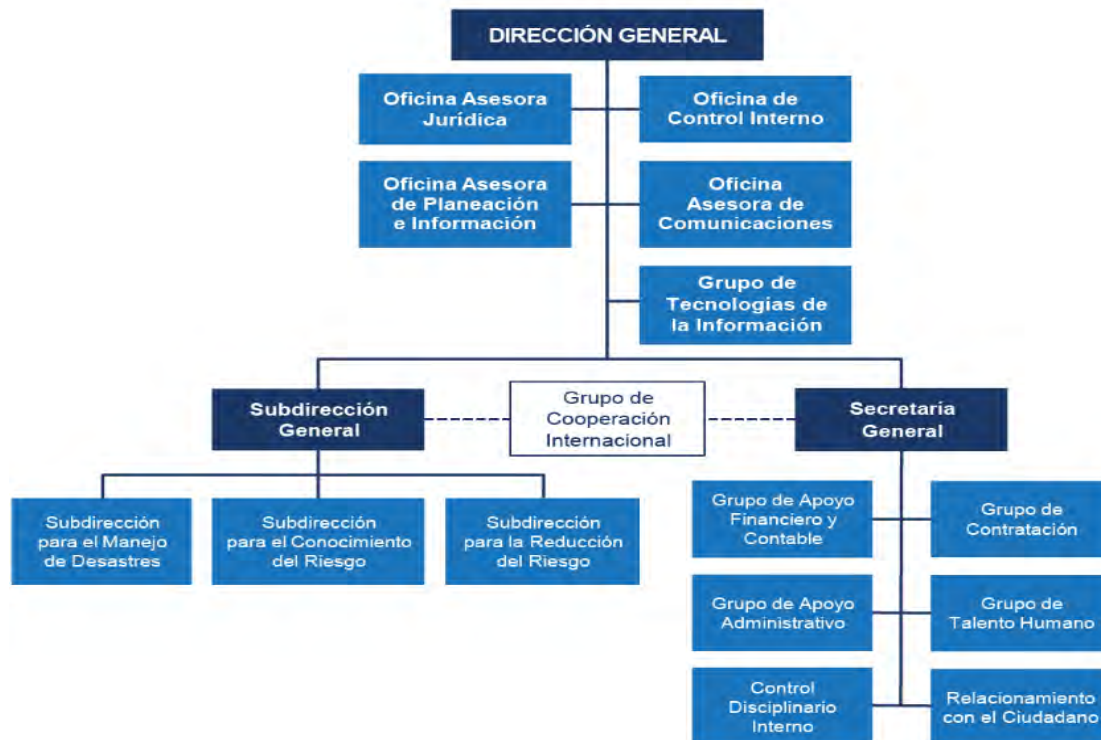 DIRECCIÓN GENERAL
Oficina Asesora
Jurídica
Oficina de
Control Interno
Oficina Asesora
de Planeación
e Información
Oficina
Asesora de
Comunicaciones
Grupo de
Tecnologías de
la Información
Subdirección
General
Grupo de
Cooperación
Internacional
Secretaría
General
Subdirección
para el Manejo
de Desastres
Subdirección
para el Conocimiento
del Riesgo
Subdirección
para la Reducción
del Riesgo
Grupo de Apoyo
Financiero y
Contable
Grupo de
Contratación
Grupo de Apoyo
Administrativo
Grupo de
Talento Humano
Control
Disciplinario
Interno
Relacionamiento
con el Ciudadano